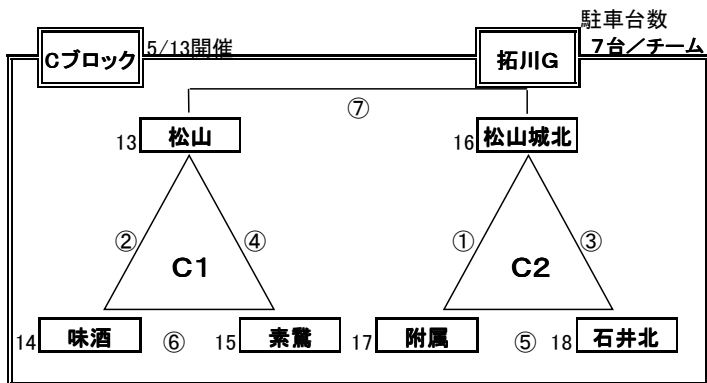 駐車台数
Cブロック 5/13開催 拓川G 7台/チーム
⑦
13 松山 16 松山城北
② ④ ① ③
C1 C2
14 味酒 ⑥ 15 素鵞 17 附属 ⑤ 18 石井北